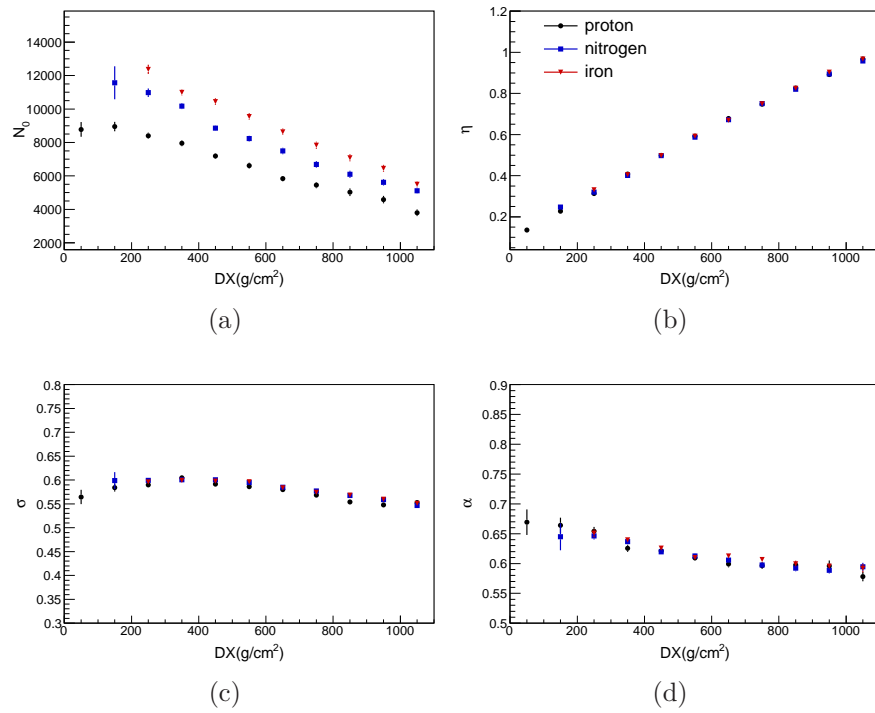 14000
12000
10000
8000
6000
4000
2000
N₀
0 200 400 600 800 1000
DX(g/cm²)
(a)
1.2
1
0.8
0.6
0.4
0.2
η
proton
nitrogen
iron
0 200 400 600 800 1000
DX(g/cm²)
(b)
0.8
0.75
0.7
0.65
0.6
0.55
0.5
0.45
0.4
0.35
0.3
σ
0 200 400 600 800 1000
DX(g/cm²)
(c)
0.9
0.85
0.8
0.75
0.7
0.65
0.6
0.55
0.5
α
0 200 400 600 800 1000
DX(g/cm²)
(d)